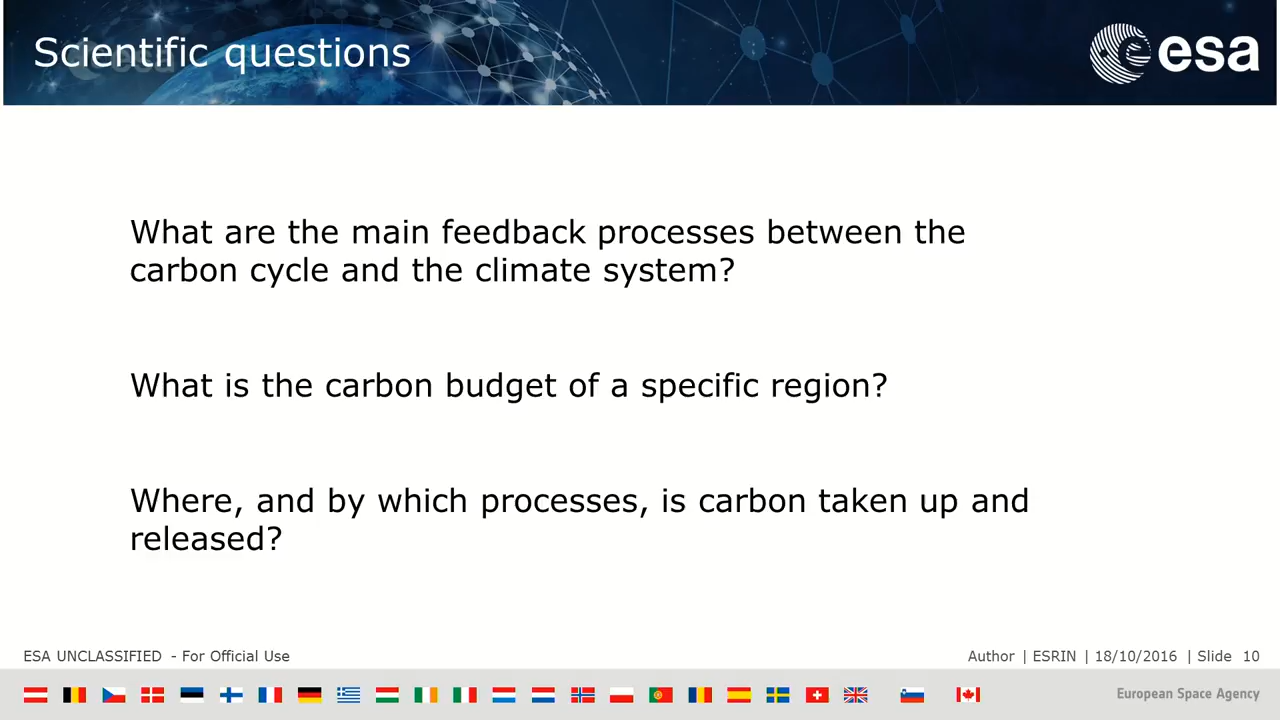 Scientific questions
esa
What are the main feedback processes between the
carbon cycle and the climate system?
What is the carbon budget of a specific region?
Where, and by which processes, is carbon taken up and
released?
ESA UNCLASSIFIED - For Official Use
Author | ESRIN | 18/10/2016 | Slide 10
European Space Agency